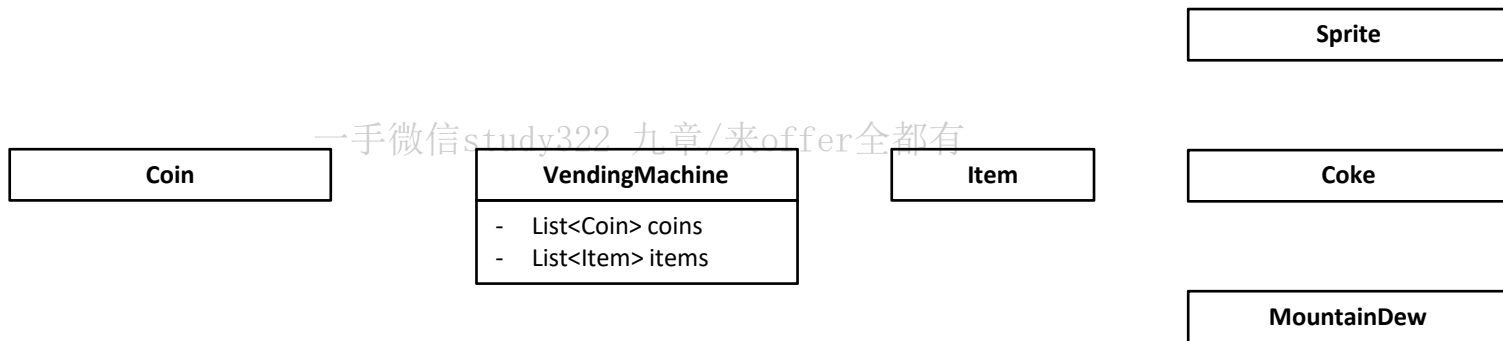 Sprite
一手微信study322 九章/来offer全都有
Coin
VendingMachine
Item
Coke
- List<Coin> coins
- List<Item> items
MountainDew